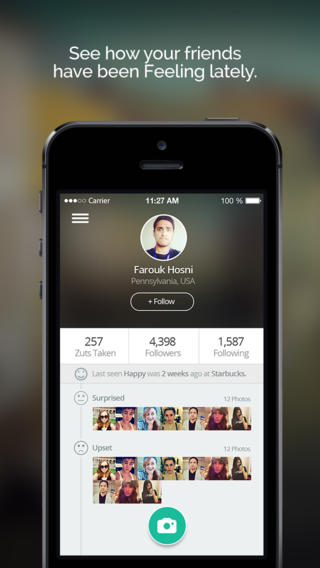 See how your friends
have been Feeling lately.
Carrier 11:27 AM 100 %
Farouk Hosni
Pennsylvania, USA
+ Follow
257 4,398 1,587
Zuts Taken Followers Following
Last seen Happy was 2 weeks ago at Starbucks.
Surprised 12 Photos
Upset 12 Photos